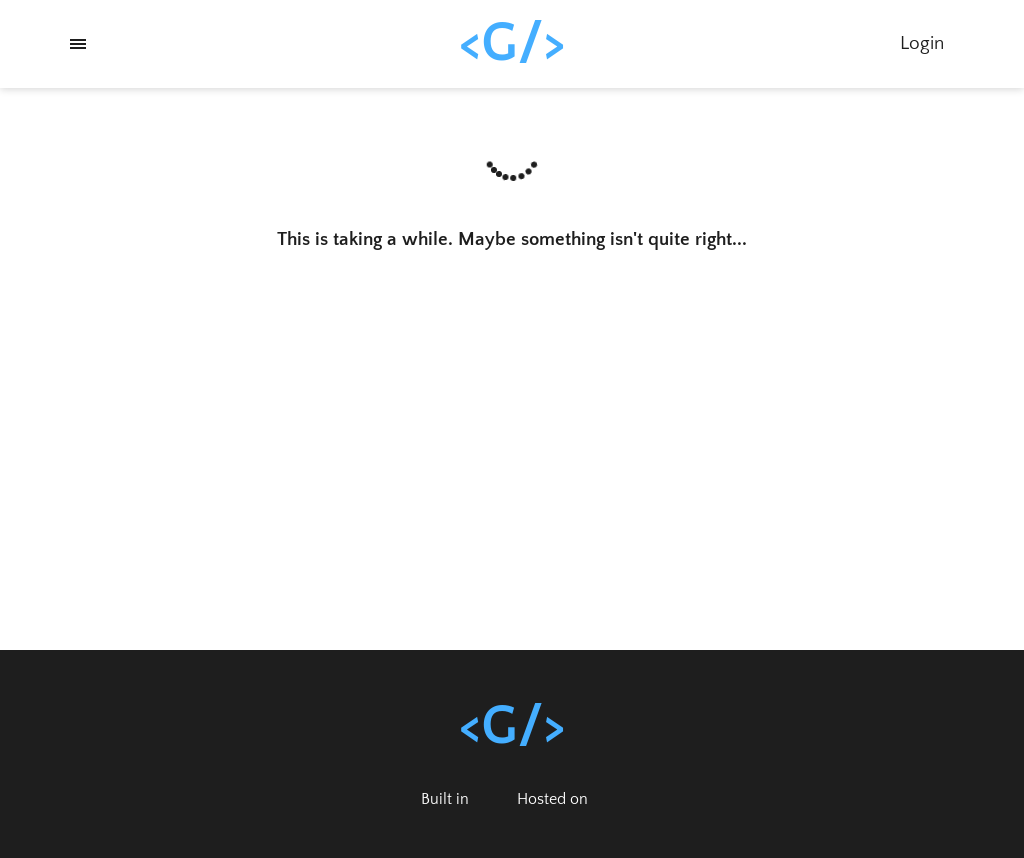 <G/>
Login
This is taking a while. Maybe something isn't quite right...
<G/>
Built in
Hosted on